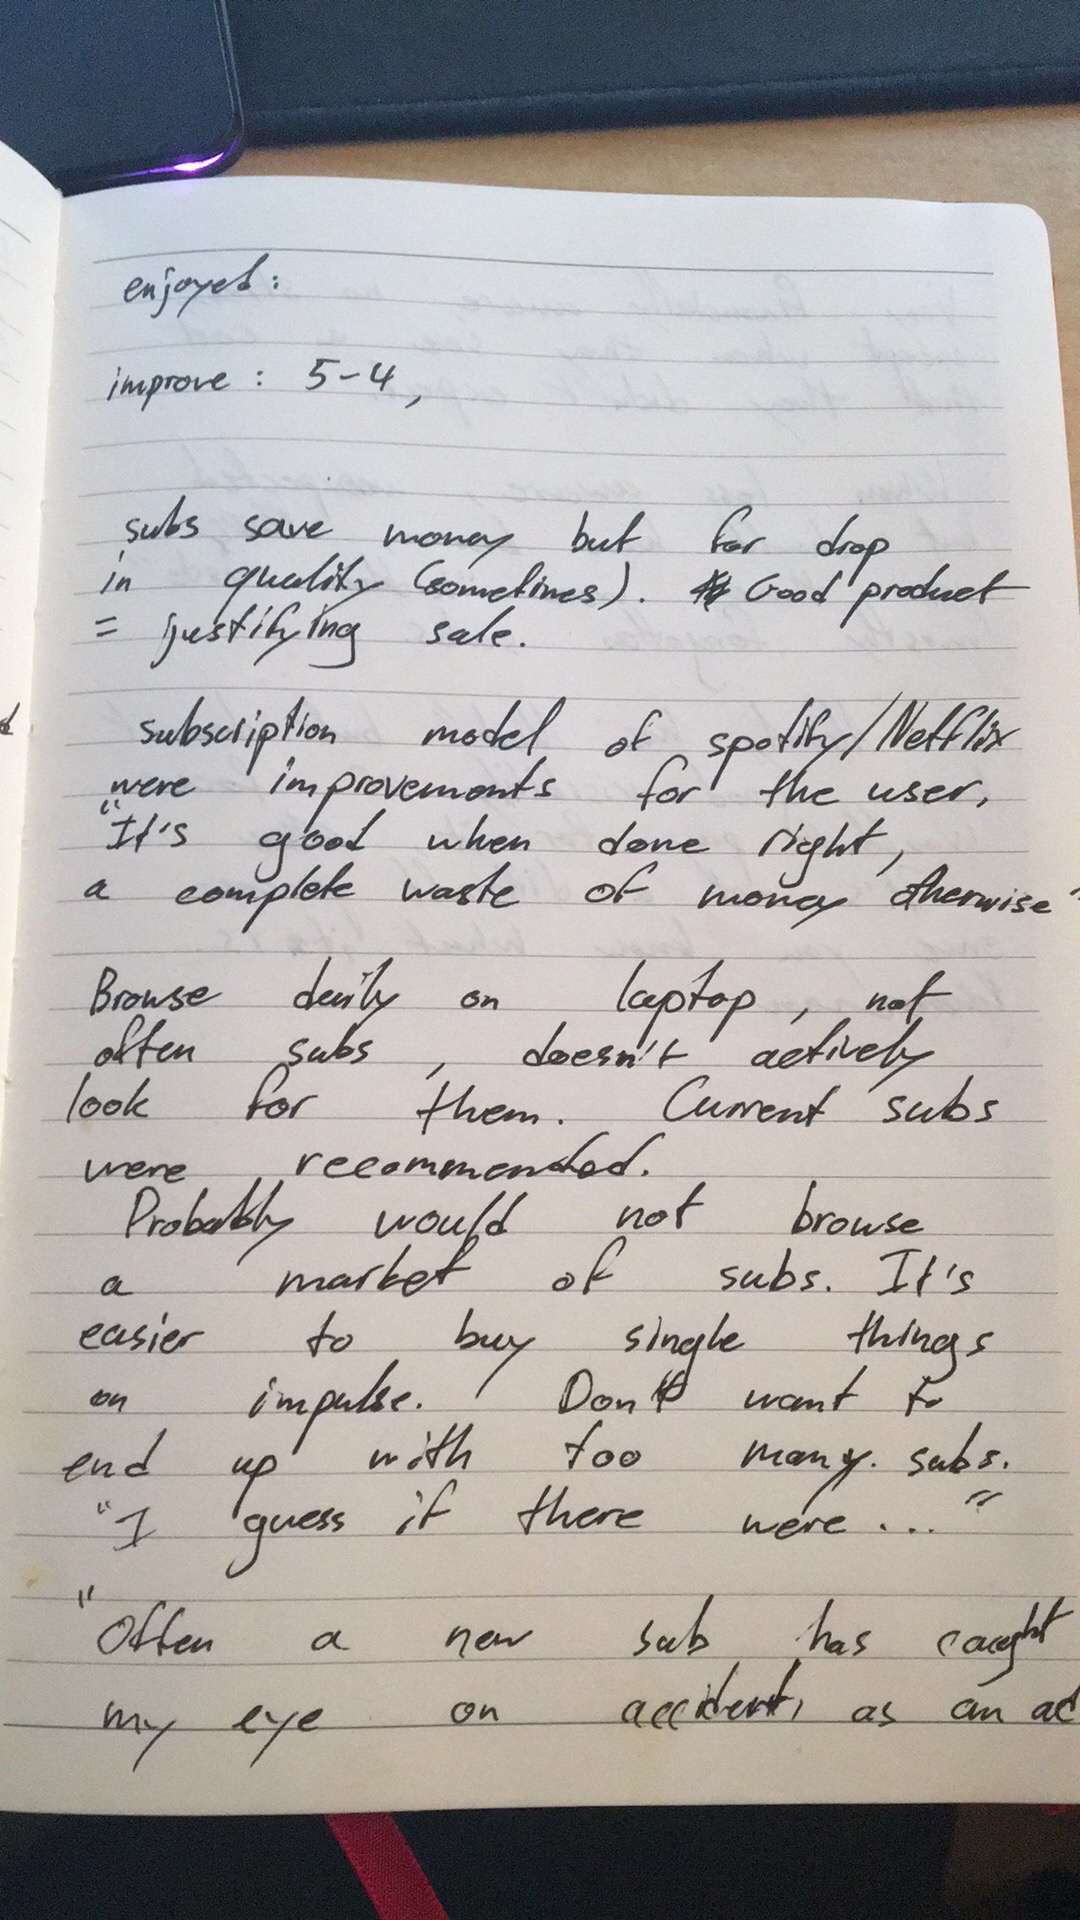 enjoyed:
improve: 5-4,
subs save money but for drop
in quality (sometimes). Good product
= justifying sale.
subscription model of spotify/Netflix
were improvements for the user,
"It's good when done right,
a complete waste of money otherwise"
Browse daily on laptop, not
often subs, doesn't actively
look for them. Current subs
were recommended.
Probably would not browse
a market of subs. It's
easier to buy single things
on impulse. Don't want to
end up with too many. subs.
"I guess if there were..."
"Often a new sub has caught
my eye on accident, as an ad